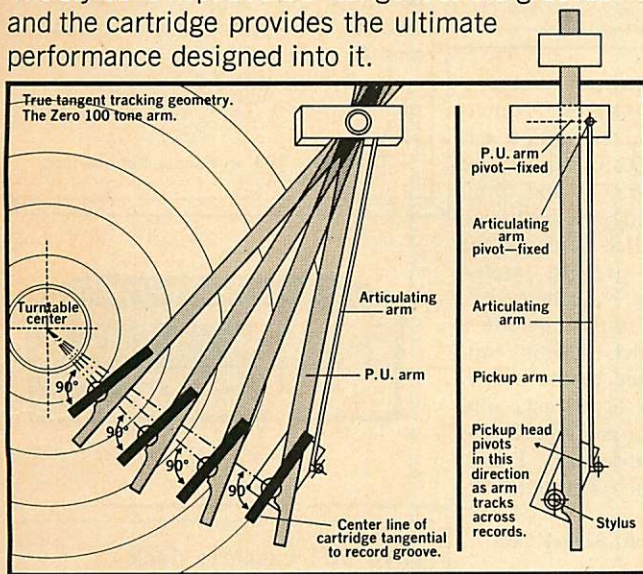 and the cartridge provides the ultimate
performance designed into it.
True tangent tracking geometry.
The Zero 100 tone arm.
Turntable
center
90°
90°
90°
90°
Articulating
arm
P.U. arm
Center line of
cartridge tangential
to record groove.
P.U. arm
pivot—fixed
Articulating
arm
pivot—fixed
Articulating
arm
Pickup arm
Pickup head
pivots
in this
direction
as arm
tracks
across
records.
Stylus